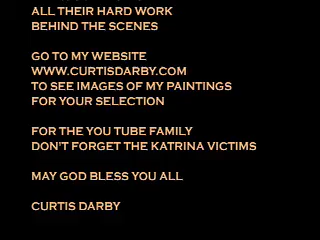 ALL THEIR HARD WORK
BEHIND THE SCENES
GO TO MY WEBSITE
WWW.CURTISDARBY.COM
TO SEE IMAGES OF MY PAINTINGS
FOR YOUR SELECTION
FOR THE YOU TUBE FAMILY
DON'T FORGET THE KATRINA VICTIMS
MAY GOD BLESS YOU ALL
CURTIS DARBY